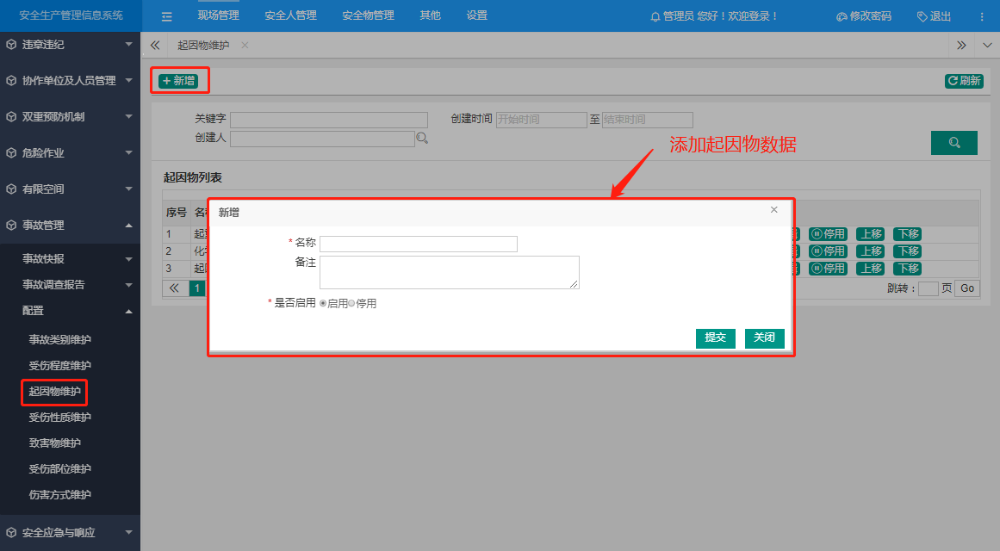 安全生产管理信息系统
现场管理 安全人管理 安全物管理 其他 设置
管理员 您好！欢迎登录！ 修改密码 退出
违章违纪
协作单位及人员管理
双重预防机制
危险作业
有限空间
事故管理
事故快报
事故调查报告
配置
事故类别维护
受伤程度维护
起因物维护
受伤性质维护
致害物维护
受伤部位维护
伤害方式维护
安全应急与响应
起因物维护
新增
刷新
关键字 创建时间 开始时间 至 结束时间
创建人
添加起因物数据
起因物列表
序号
1 停用 上移 下移
2 停用 上移 下移
3 停用 上移 下移
1 跳转： 页 Go
新增
* 名称
备注
* 是否启用 启用 停用
提交 关闭